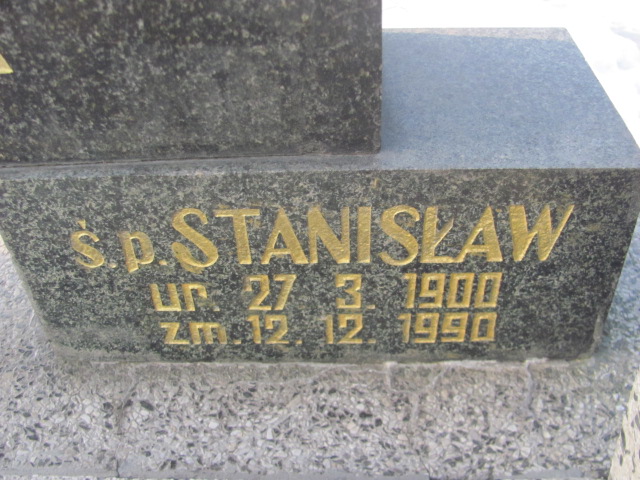 ś.p. STANISŁAW
ur. 27 3. 1900
zm. 12. 12. 1990